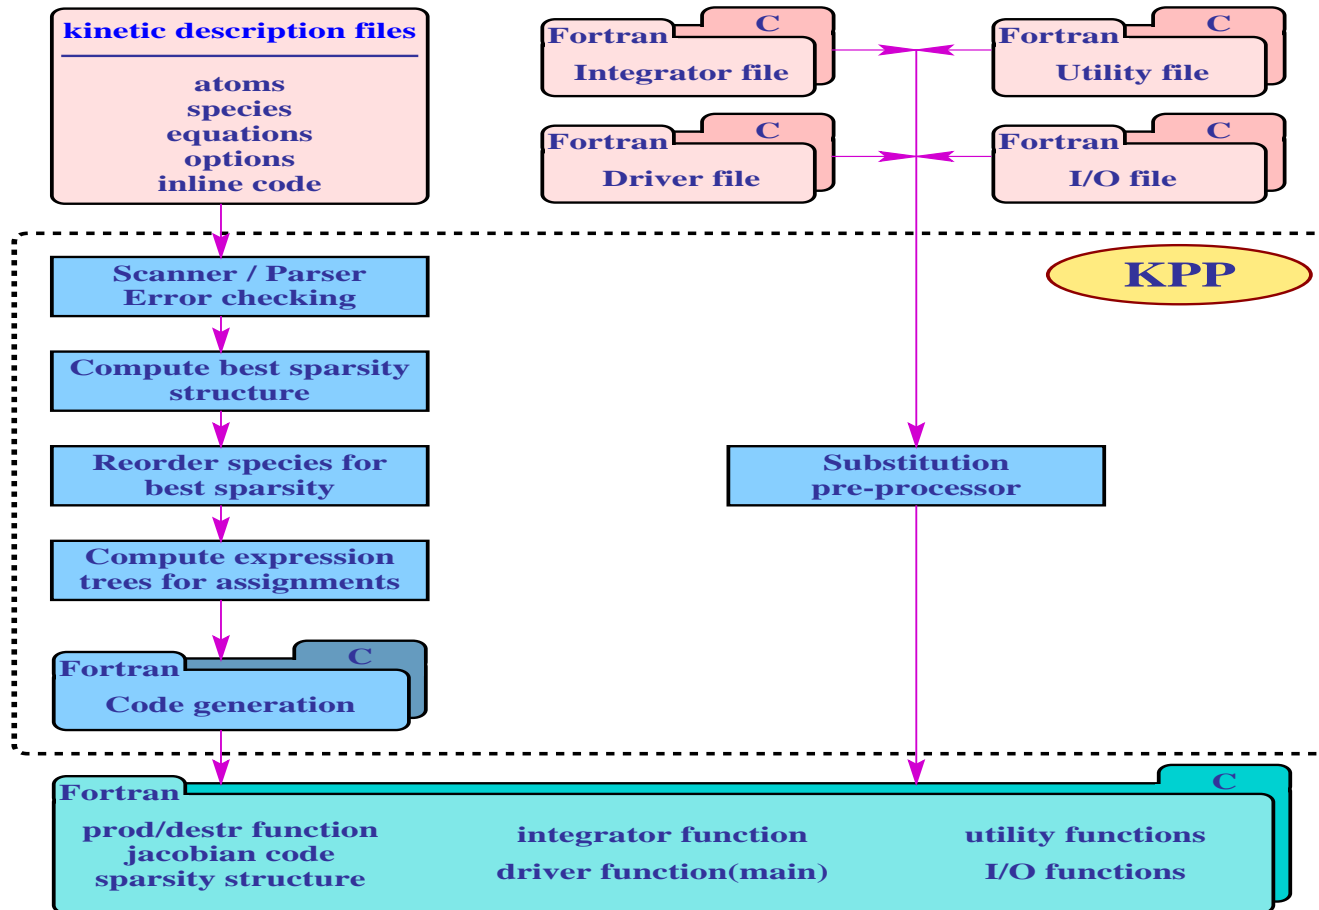 kinetic description files
atoms
species
equations
options
inline code
C
Fortran
Integrator file
C
Fortran
Utility file
C
Fortran
Driver file
C
Fortran
I/O file
KPP
Scanner / Parser
Error checking
Compute best sparsity
structure
Reorder species for
best sparsity
Substitution
pre-processor
Compute expression
trees for assignments
C
Fortran
Code generation
C
Fortran
prod/destr function
jacobian code
sparsity structure
integrator function
driver function(main)
utility functions
I/O functions